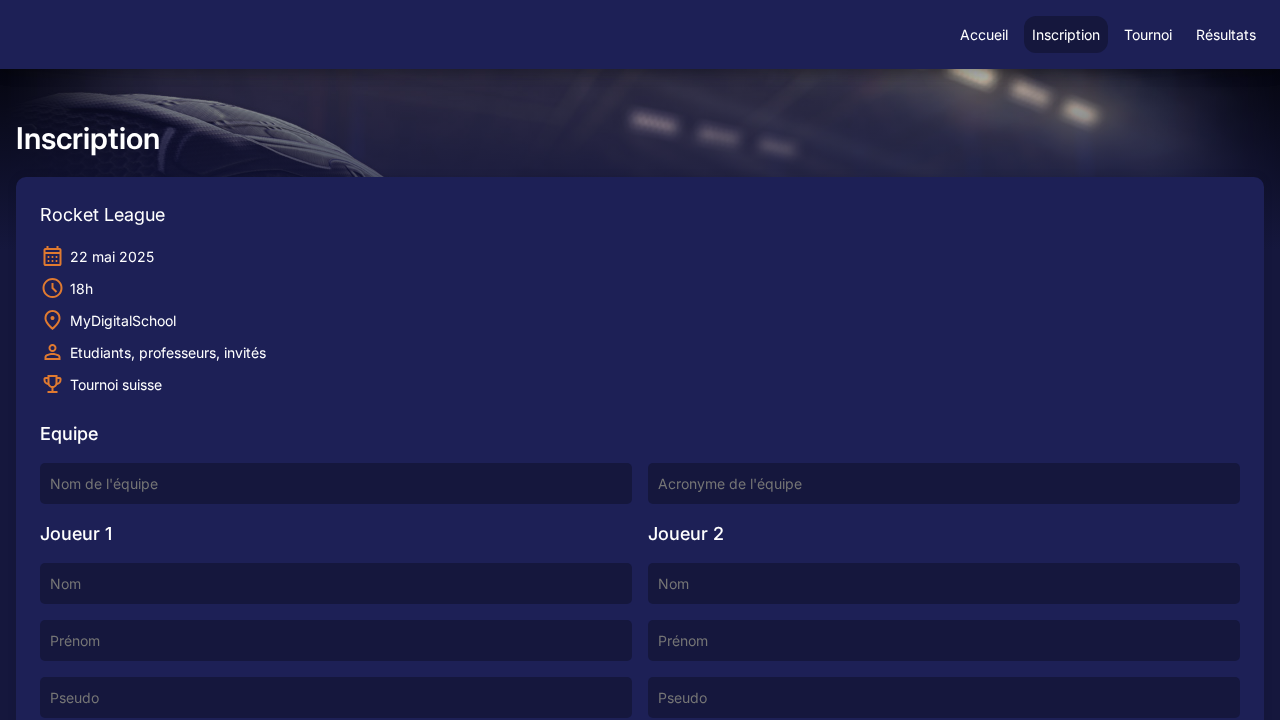 Accueil Inscription Tournoi Résultats
Inscription
Rocket League
22 mai 2025
18h
MyDigitalSchool
Etudiants, professeurs, invités
Tournoi suisse
Equipe
Nom de l'équipe Acronyme de l'équipe
Joueur 1 Joueur 2
Nom Nom
Prénom Prénom
Pseudo Pseudo